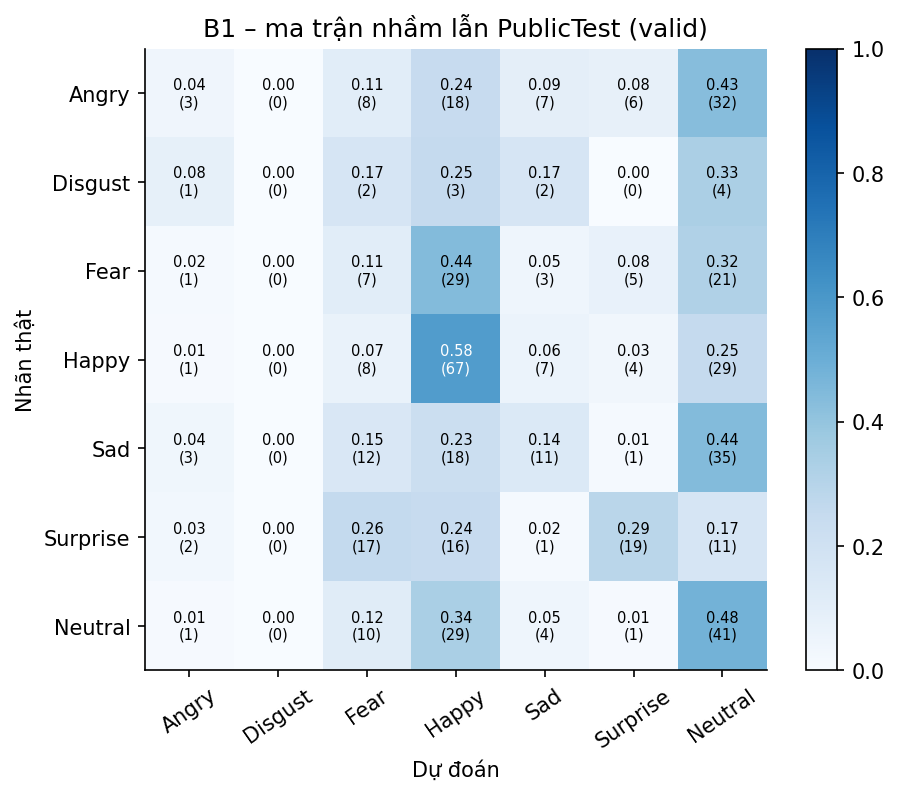 B1 – ma trận nhầm lẫn PublicTest (valid)
Nhãn thật
Angry 0.04 0.00 0.11 0.24 0.09 0.08 0.43
(3) (0) (8) (18) (7) (6) (32)
Disgust 0.08 0.00 0.17 0.25 0.17 0.00 0.33
(1) (0) (2) (3) (2) (0) (4)
Fear 0.02 0.00 0.11 0.44 0.05 0.08 0.32
(1) (0) (7) (29) (3) (5) (21)
Happy 0.01 0.00 0.07 0.58 0.06 0.03 0.25
(1) (0) (8) (67) (7) (4) (29)
Sad 0.04 0.00 0.15 0.23 0.14 0.01 0.44
(3) (0) (12) (18) (11) (1) (35)
Surprise 0.03 0.00 0.26 0.24 0.02 0.29 0.17
(2) (0) (17) (16) (1) (19) (11)
Neutral 0.01 0.00 0.12 0.34 0.05 0.01 0.48
(1) (0) (10) (29) (4) (1) (41)
Angry Disgust Fear Happy Sad Surprise Neutral
Dự đoán
1.0
0.8
0.6
0.4
0.2
0.0